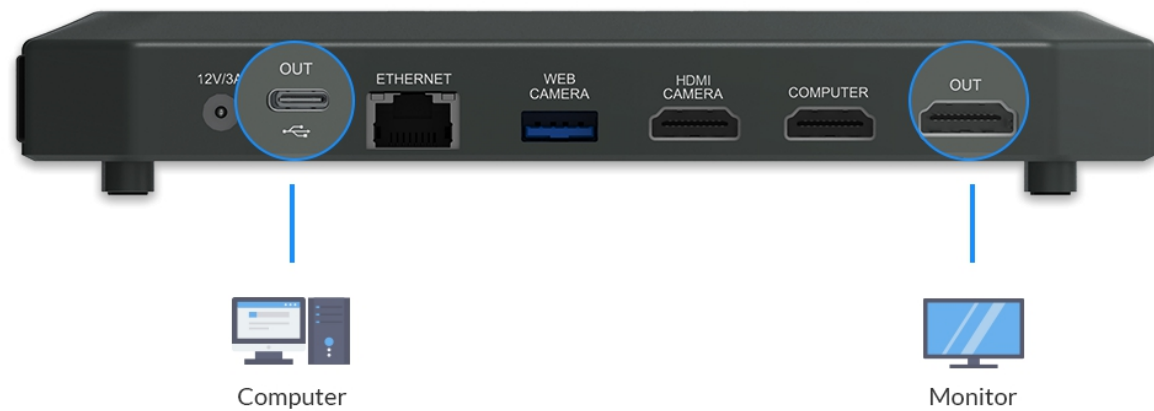 12V/3A
OUT
ETHERNET
WEB
CAMERA
HDMI
CAMERA
COMPUTER
OUT
Computer
Monitor